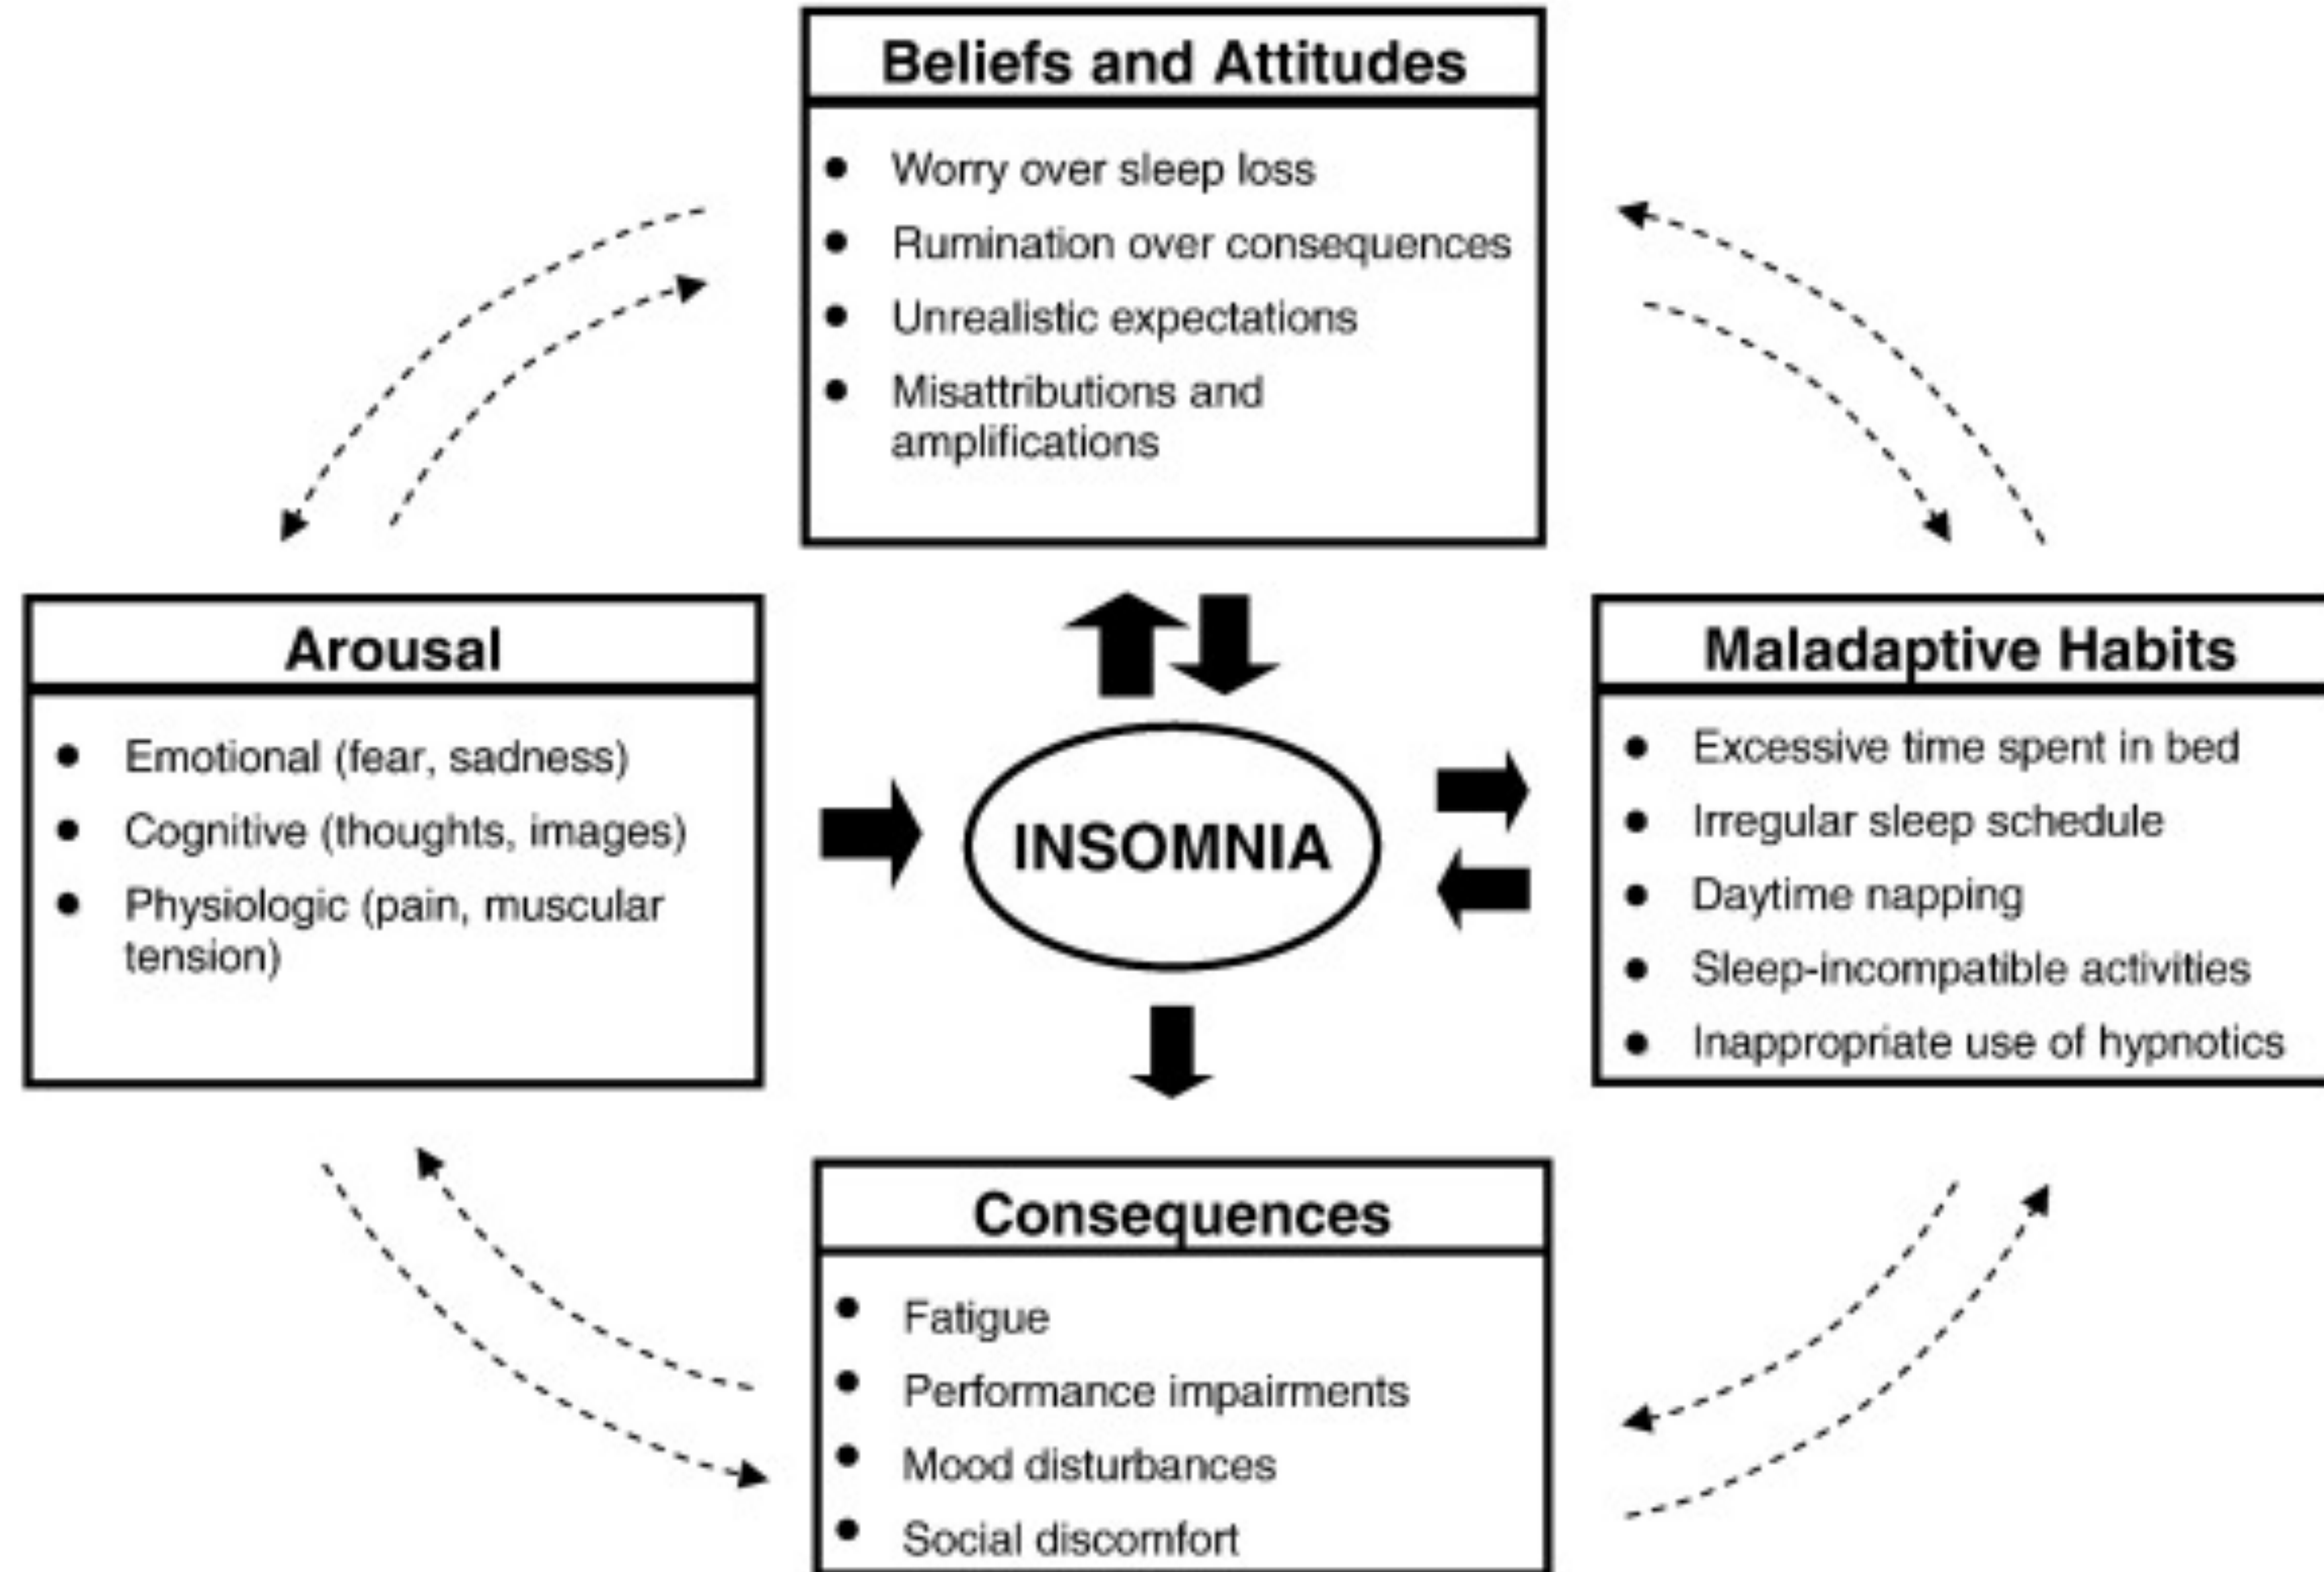 Beliefs and Attitudes
Worry over sleep loss
Rumination over consequences
Unrealistic expectations
Misattributions and
amplifications
Arousal
Emotional (fear, sadness)
Cognitive (thoughts, images)
Physiologic (pain, muscular
tension)
INSOMNIA
Maladaptive Habits
Excessive time spent in bed
Irregular sleep schedule
Daytime napping
Sleep-incompatible activities
Inappropriate use of hypnotics
Consequences
Fatigue
Performance impairments
Mood disturbances
Social discomfort